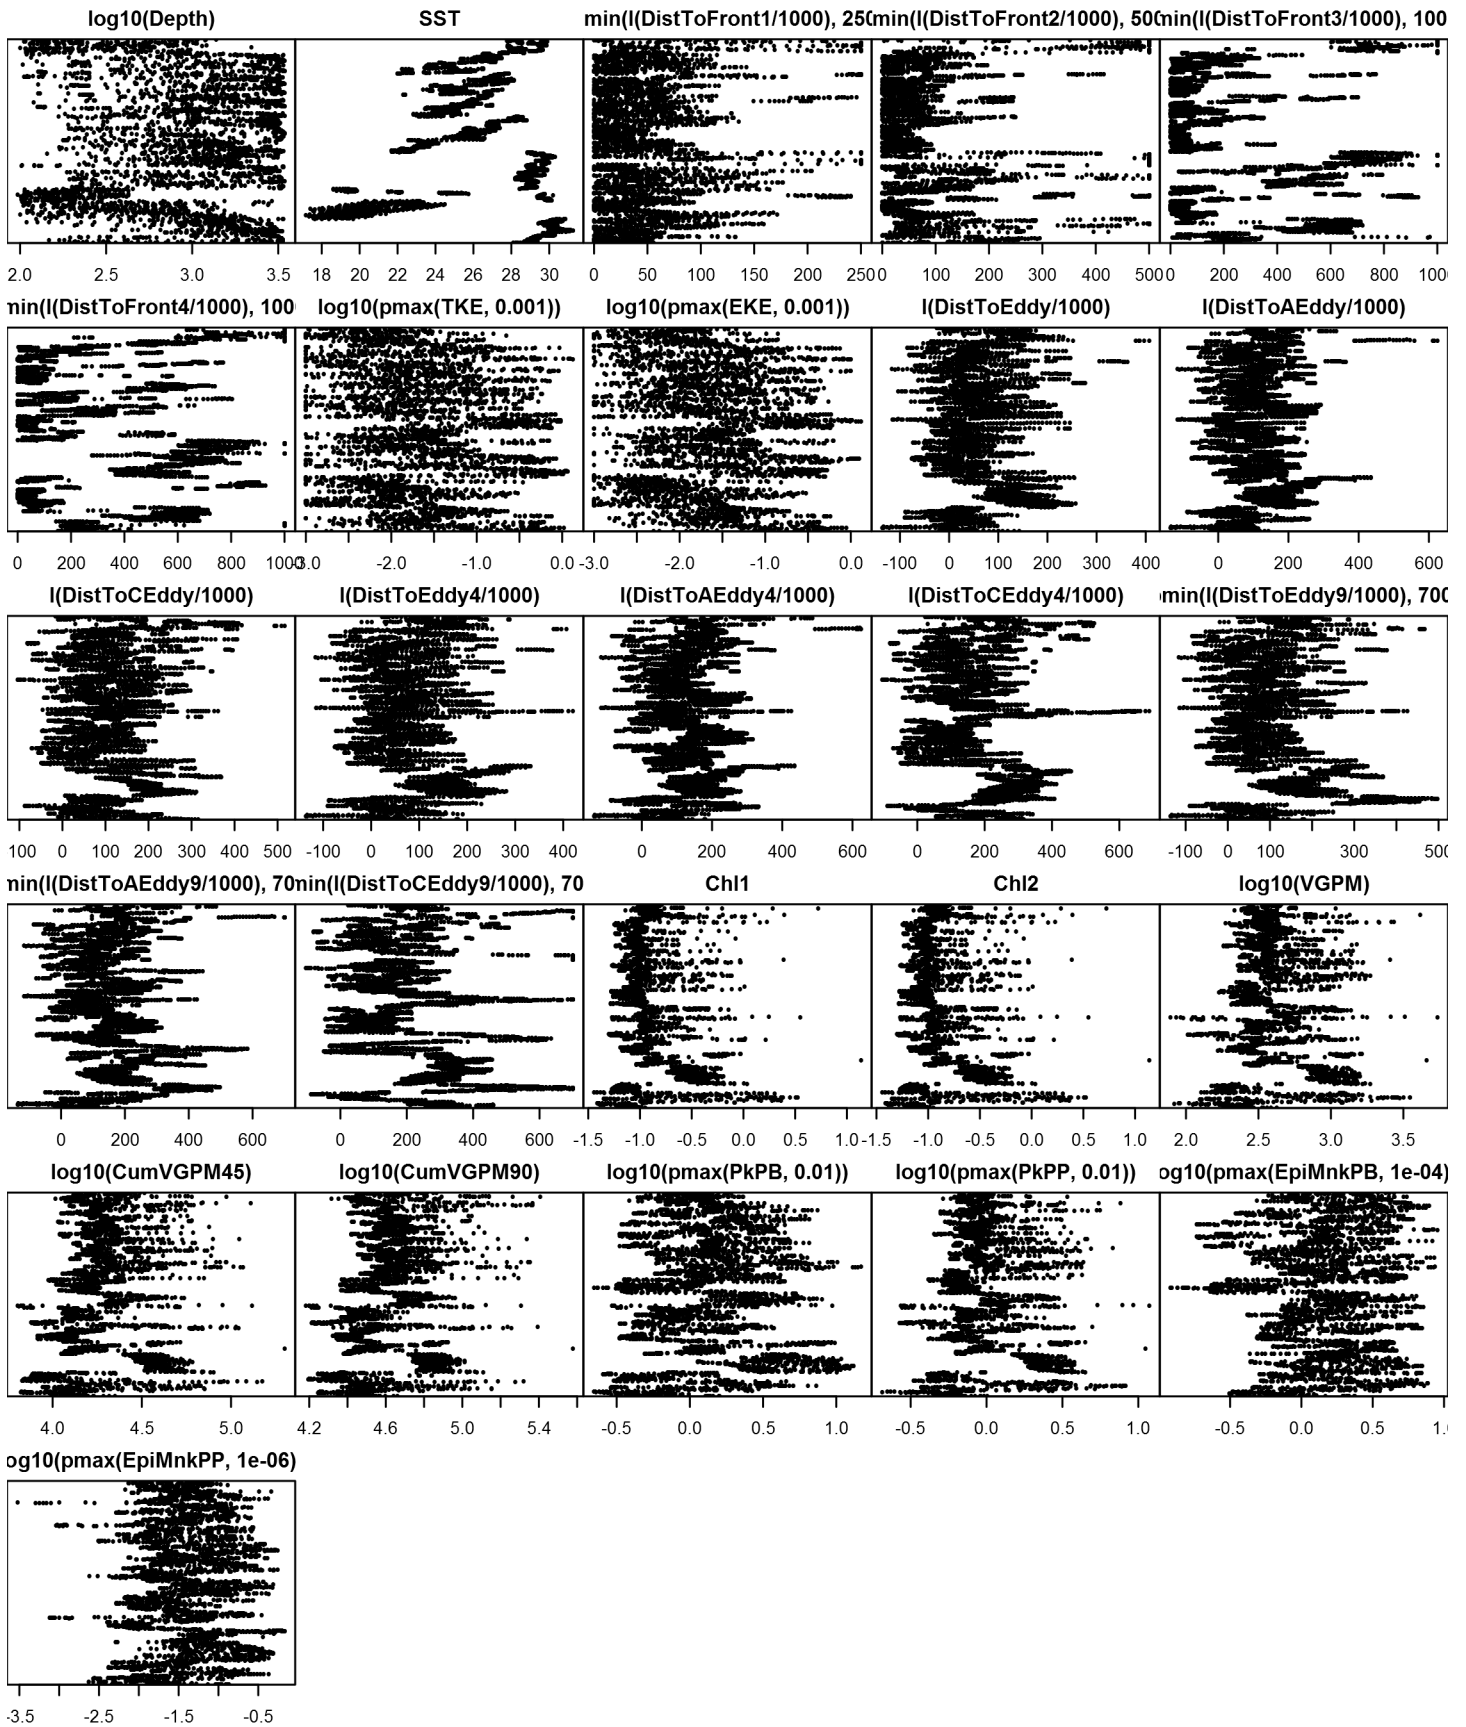 log10(Depth) SST min(I(DistToFront1/1000), 250 min(I(DistToFront2/1000), 500 min(I(DistToFront3/1000), 100
2.0 2.5 3.0 3.5 18 20 22 24 26 28 30 0 50 100 150 200 250 0 100 200 300 400 500 0 200 400 600 800 100
min(I(DistToFront4/1000), 100 log10(pmax(TKE, 0.001)) log10(pmax(EKE, 0.001)) I(DistToEddy/1000) I(DistToAEddy/1000)
0 200 400 600 800 1000 -3.0 -2.0 -1.0 0.0 -3.0 -2.0 -1.0 0.0 -100 0 100 200 300 400 0 200 400 600
I(DistToCEddy/1000) I(DistToEddy4/1000) I(DistToAEddy4/1000) I(DistToCEddy4/1000) min(I(DistToEddy9/1000), 700
100 0 100 200 300 400 500 -100 0 100 200 300 400 0 200 400 600 0 200 400 600 -100 0 100 200 300 400 500
min(I(DistToAEddy9/1000), 70 min(I(DistToCEddy9/1000), 70 Chl1 Chl2 log10(VGPM)
0 200 400 600 0 200 400 600 -1.5 -1.0 -0.5 0.0 0.5 1.0 -1.5 -1.0 -0.5 0.0 0.5 1.0 2.0 2.5 3.0 3.5
log10(CumVGPM45) log10(CumVGPM90) log10(pmax(PkPB, 0.01)) log10(pmax(PkPP, 0.01)) og10(pmax(EpiMnkPB, 1e-04)
4.0 4.5 5.0 4.2 4.6 5.0 5.4 -0.5 0.0 0.5 1.0 -0.5 0.0 0.5 1.0 -0.5 0.0 0.5 1.
og10(pmax(EpiMnkPP, 1e-06)
-3.5 -2.5 -1.5 -0.5